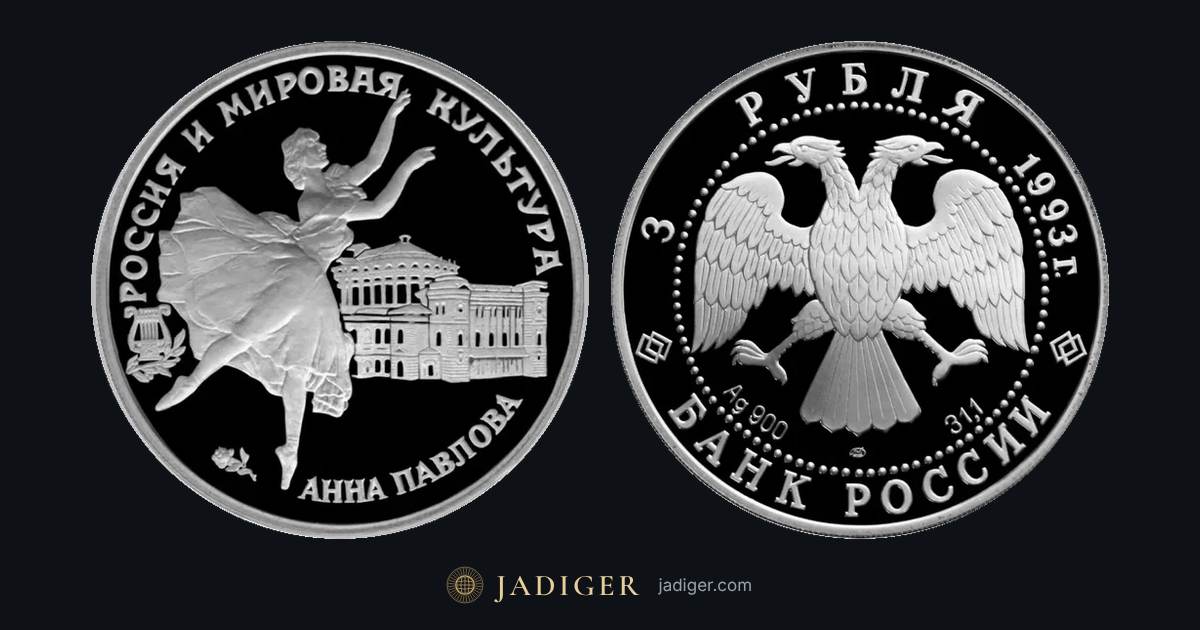 РОССИЯ И МИРОВАЯ КУЛЬТУРА
АННА ПАВЛОВА
3 РУБЛЯ 1993г.
Ag 900
31,1
БАНК РОССИИ
JADIGER
jadiger.com